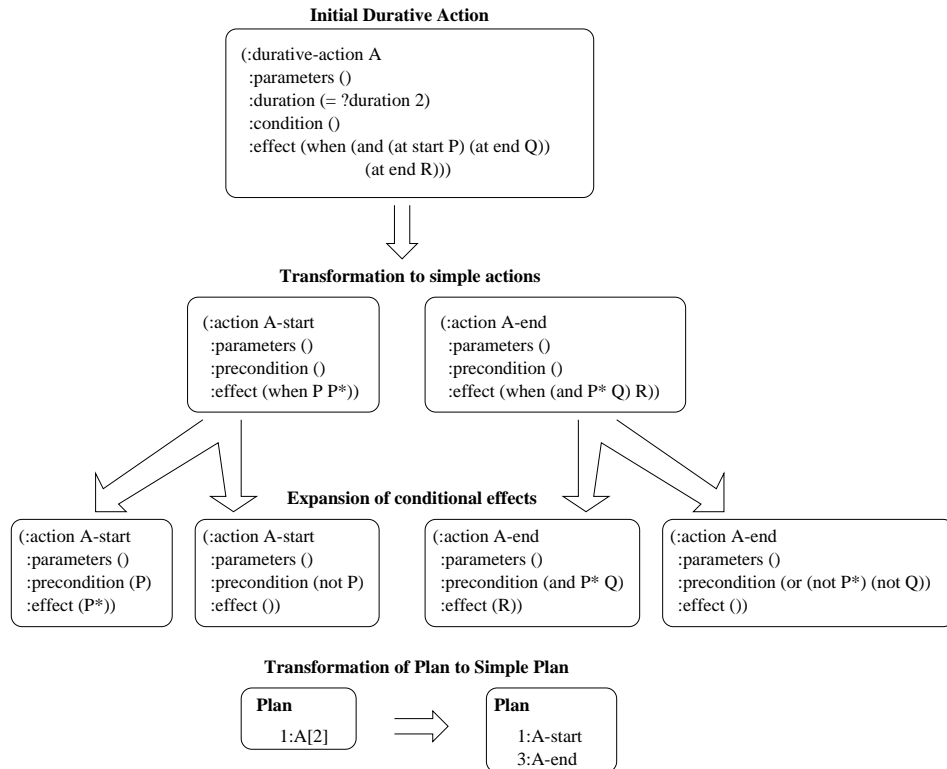 Initial Durative Action
(:durative-action A
:parameters ()
:duration (= ?duration 2)
:condition ()
:effect (when (and (at start P) (at end Q))
(at end R)))
Transformation to simple actions
(:action A-start
:parameters ()
:precondition ()
:effect (when P P*))
(:action A-end
:parameters ()
:precondition ()
:effect (when (and P* Q) R))
Expansion of conditional effects
(:action A-start
:parameters ()
:precondition (P)
:effect (P*))
(:action A-start
:parameters ()
:precondition (not P)
:effect ())
(:action A-end
:parameters ()
:precondition (and P* Q)
:effect (R))
(:action A-end
:parameters ()
:precondition (or (not P*) (not Q))
:effect ())
Transformation of Plan to Simple Plan
Plan
1:A[2]
Plan
1:A-start
3:A-end